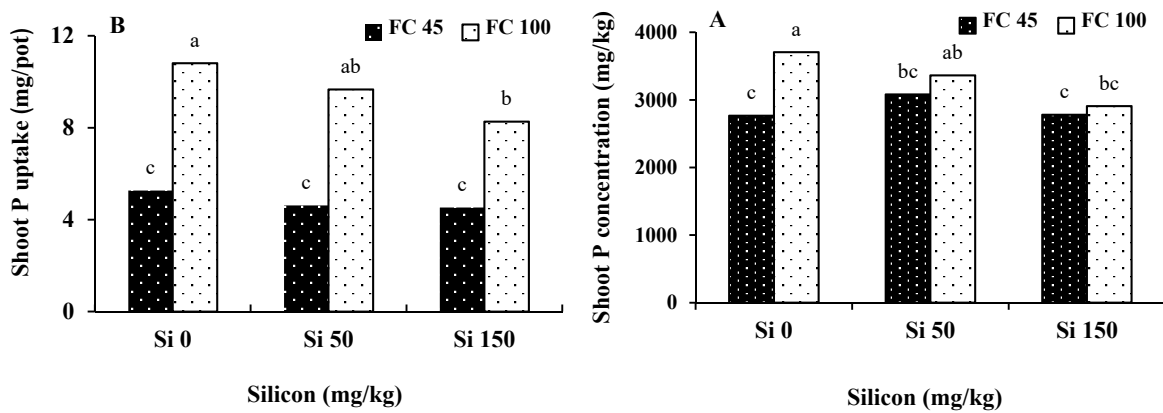 B
FC 45
FC 100
Shoot P uptake (mg/pot)
12
8
4
0
a
ab
b
c
c
c
Si 0
Si 50
Si 150
Silicon (mg/kg)
A
FC 45
FC 100
Shoot P concentration (mg/kg)
4000
3000
2000
1000
0
c
a
bc
ab
c
bc
Si 0
Si 50
Si 150
Silicon (mg/kg)